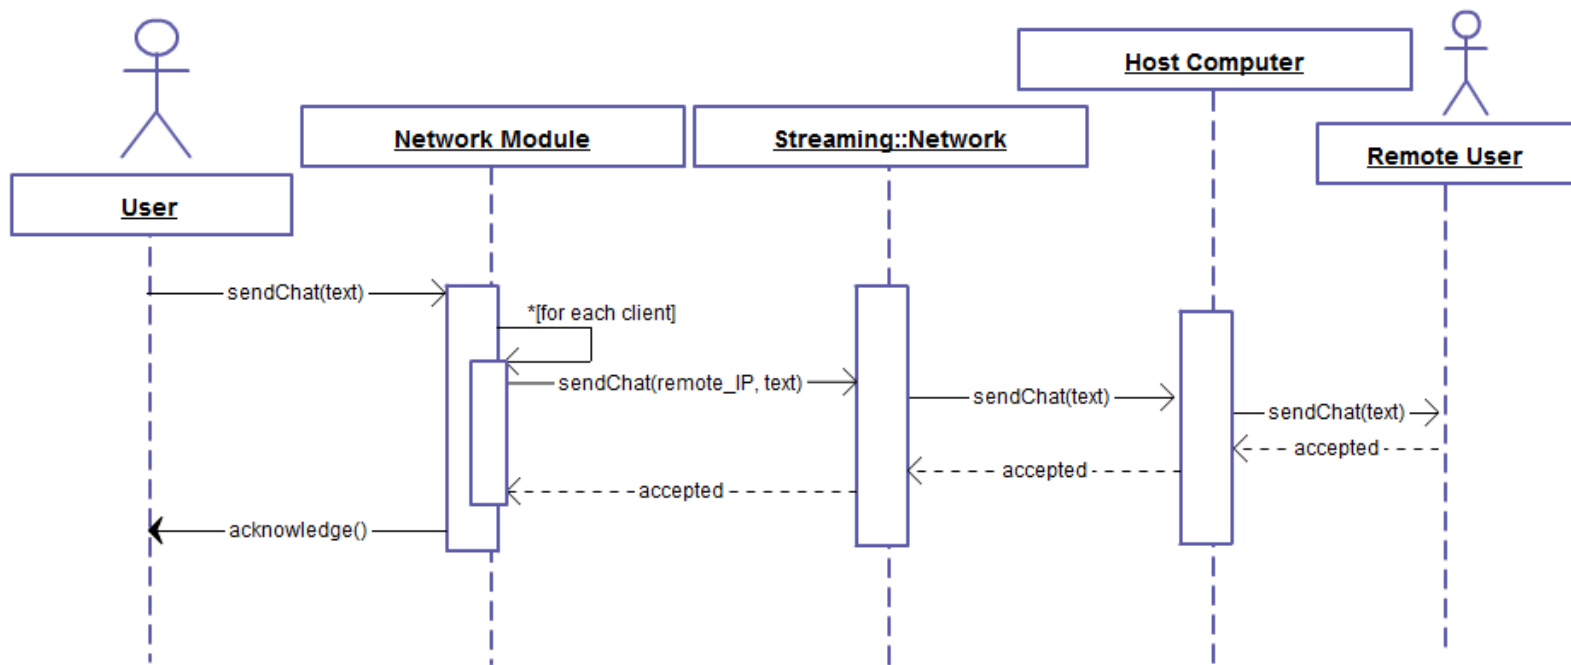 Host Computer
Network Module
Streaming::Network
Remote User
User
sendChat(text)
*[for each client]
sendChat(remote_IP, text)
sendChat(text)
sendChat(text)
accepted
accepted
accepted
acknowledge()